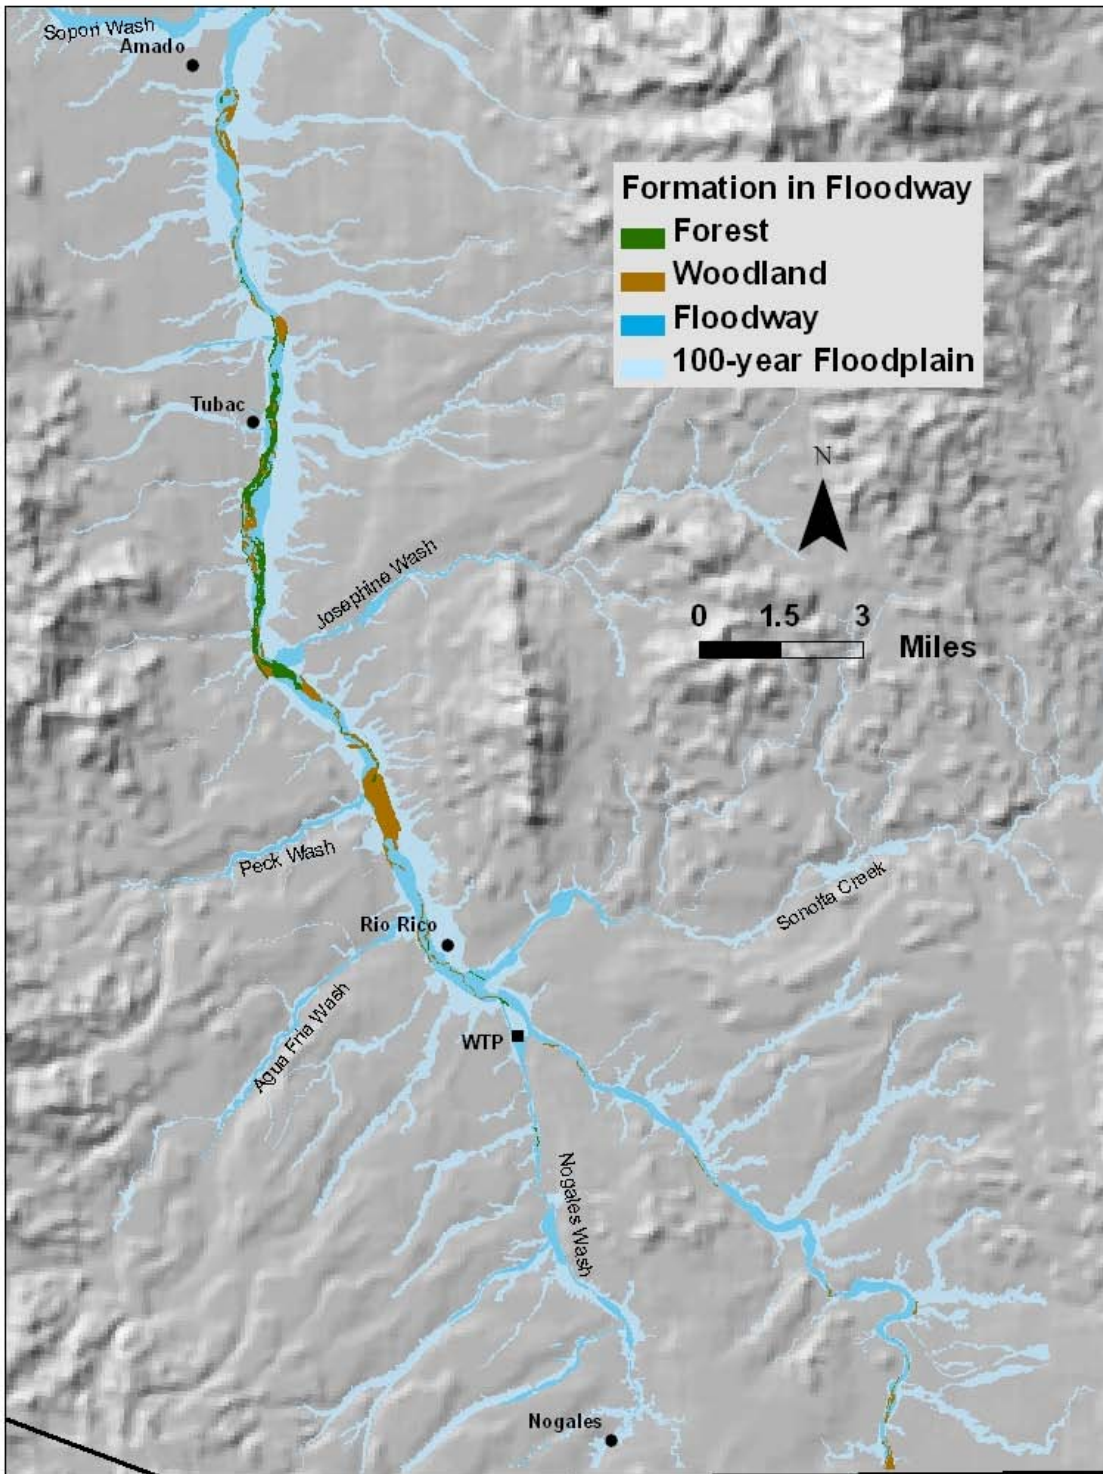 Sopori Wash
Amado
Formation in Floodway
Forest
Woodland
Floodway
100-year Floodplain
Tubac
N
Josephine Wash
0 1.5 3
Miles
Peck Wash
Sonoita Creek
Rio Rico
Agua Fria Wash
WTP
Nogales Wash
Nogales